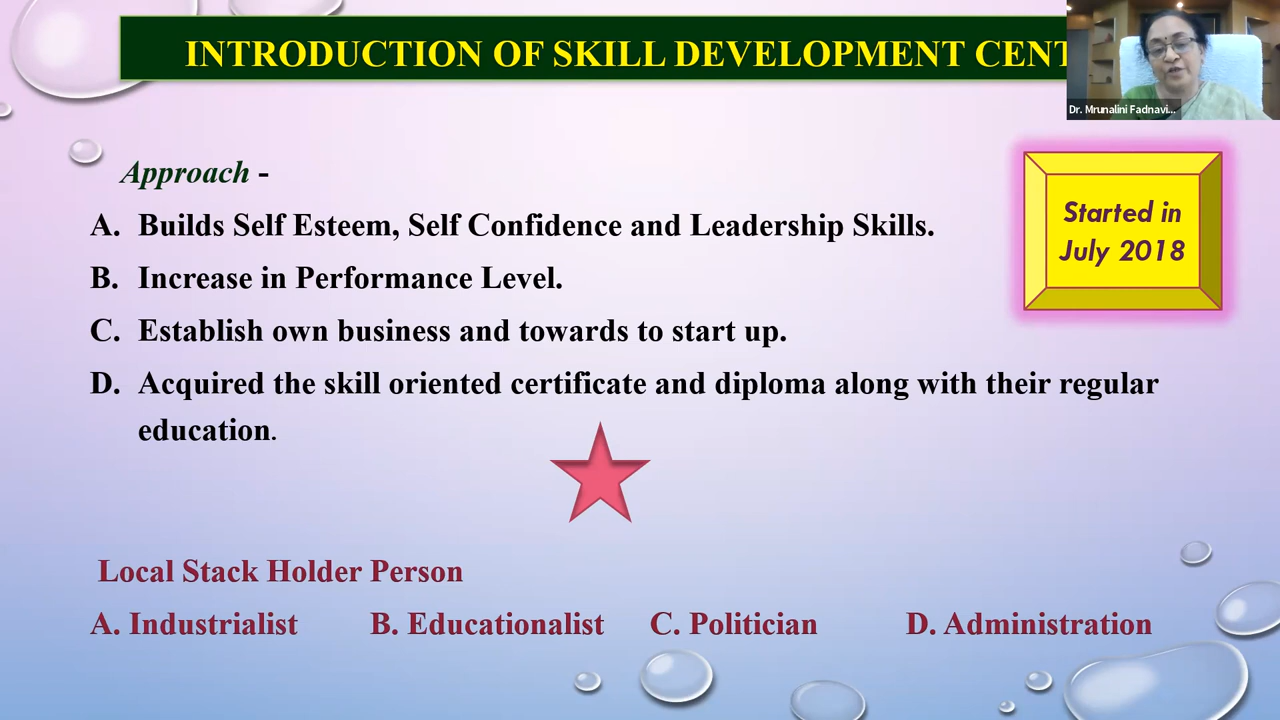 INTRODUCTION OF SKILL DEVELOPMENT CENT
Dr. Mrunalini Fadnavi...
Approach -
Started in
July 2018
A. Builds Self Esteem, Self Confidence and Leadership Skills.
B. Increase in Performance Level.
C. Establish own business and towards to start up.
D. Acquired the skill oriented certificate and diploma along with their regular
education.
Local Stack Holder Person
A. Industrialist B. Educationalist C. Politician D. Administration